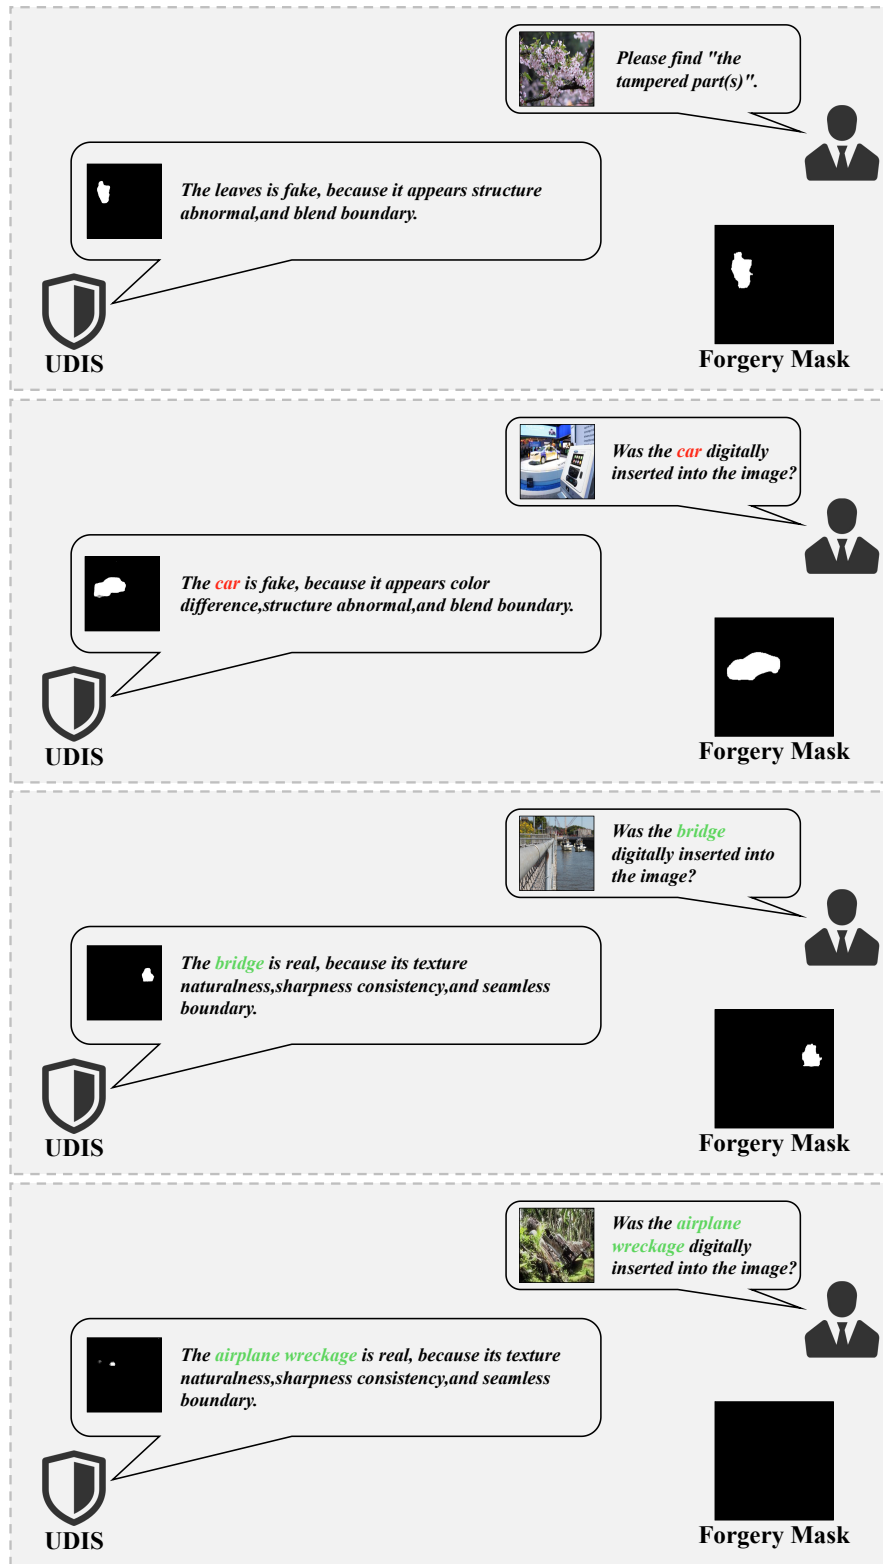 Please find "the
tampered part(s)".
The leaves is fake, because it appears structure
abnormal,and blend boundary.
UDIS
Forgery Mask
Was the car digitally
inserted into the image?
The car is fake, because it appears color
difference,structure abnormal,and blend boundary.
UDIS
Forgery Mask
Was the bridge
digitally inserted into
the image?
The bridge is real, because its texture
naturalness,sharpness consistency,and seamless
boundary.
UDIS
Forgery Mask
Was the airplane
wreckage digitally
inserted into the image?
The airplane wreckage is real, because its texture
naturalness,sharpness consistency,and seamless
boundary.
UDIS
Forgery Mask